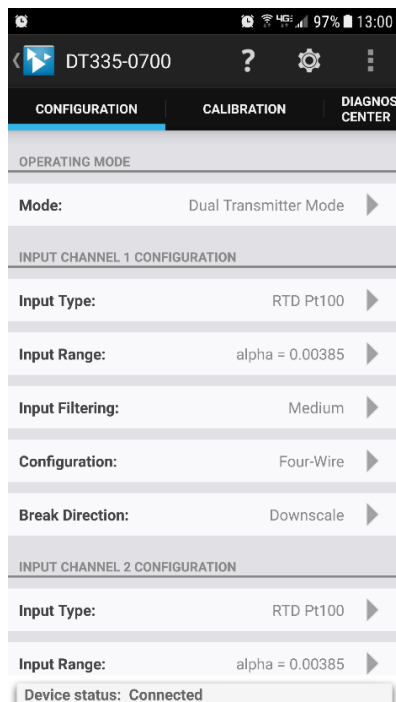 4G 97% 13:00
DT335-0700 ?
CONFIGURATION CALIBRATION DIAGNOS
CENTER
OPERATING MODE
Mode: Dual Transmitter Mode
INPUT CHANNEL 1 CONFIGURATION
Input Type: RTD Pt100
Input Range: alpha = 0.00385
Input Filtering: Medium
Configuration: Four-Wire
Break Direction: Downscale
INPUT CHANNEL 2 CONFIGURATION
Input Type: RTD Pt100
Input Range: alpha = 0.00385
Device status: Connected